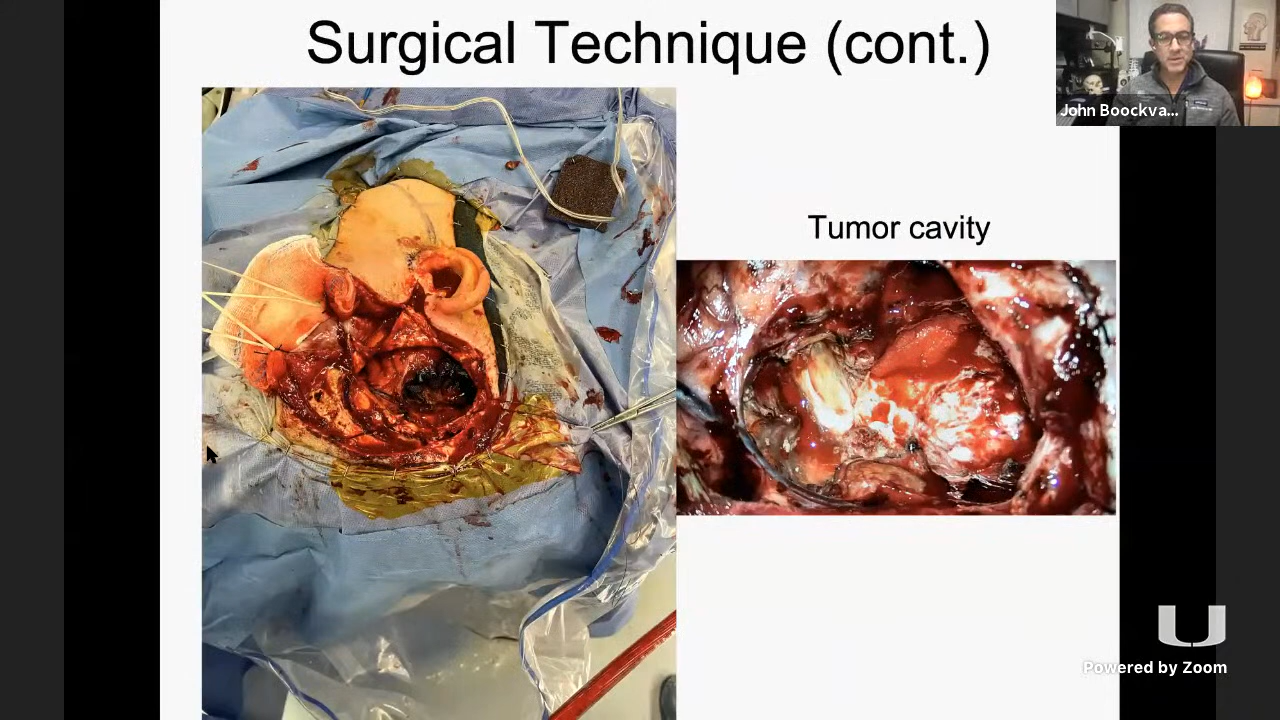 Surgical Technique (cont.)
John Boockva...
Tumor cavity
U
Powered by Zoom